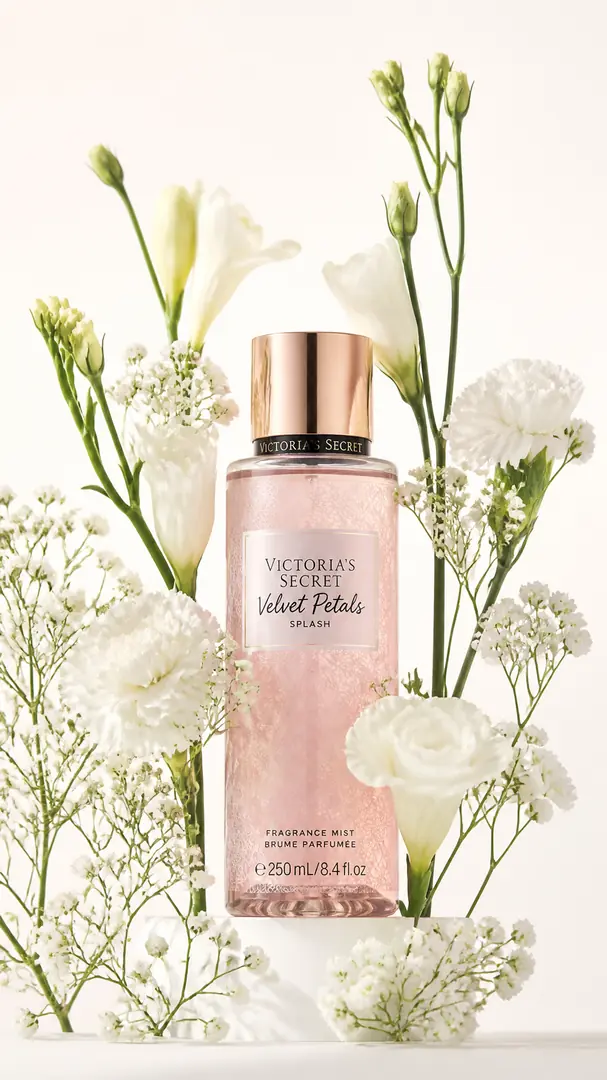 VICTORIA'S SECRET
VICTORIA'S
SECRET
Velvet Petals
SPLASH
FRAGRANCE MIST
BRUME PARFUMÉE
℮ 250 mL/8.4 fl.oz